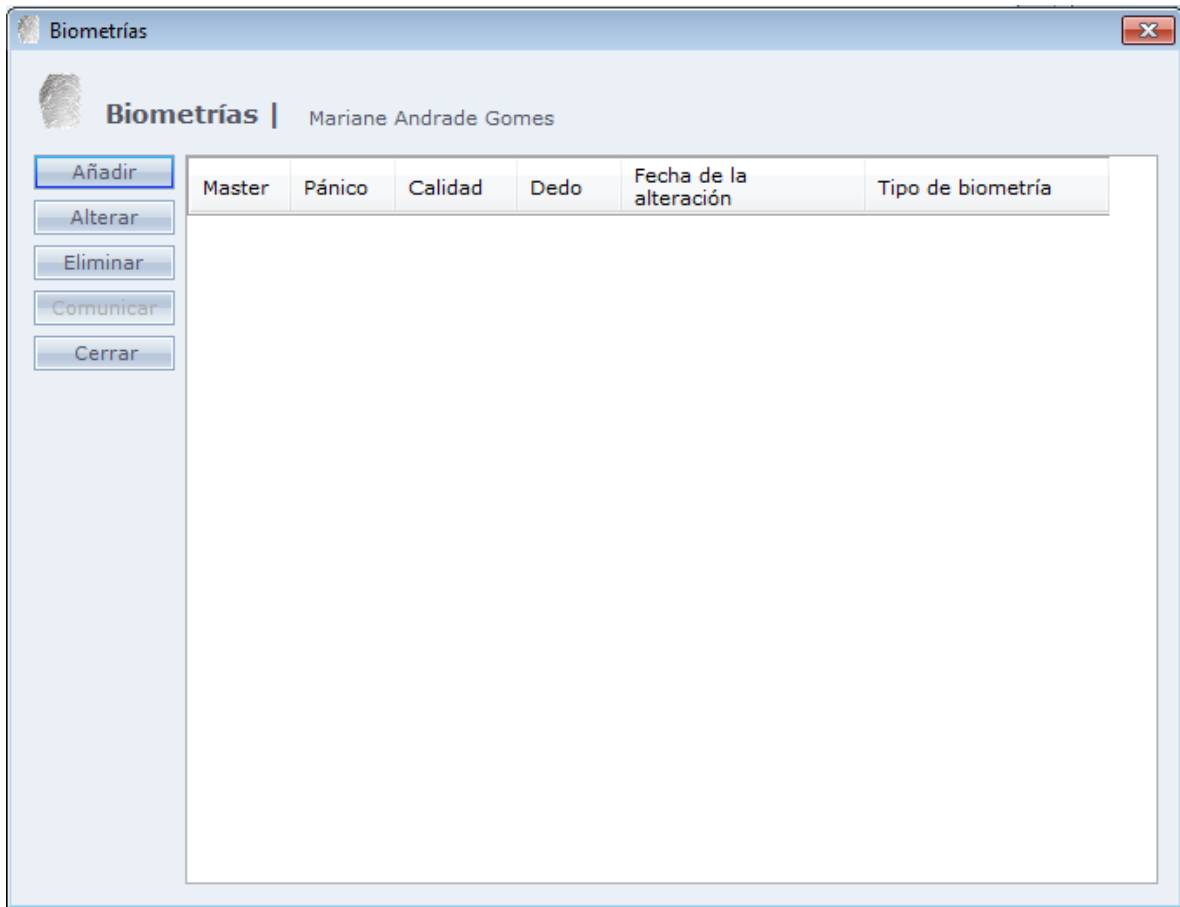 Biometrías
Biometrías | Mariane Andrade Gomes
Añadir
Alterar
Eliminar
Comunicar
Cerrar
Master Pánico Calidad Dedo Fecha de la alteración Tipo de biometría